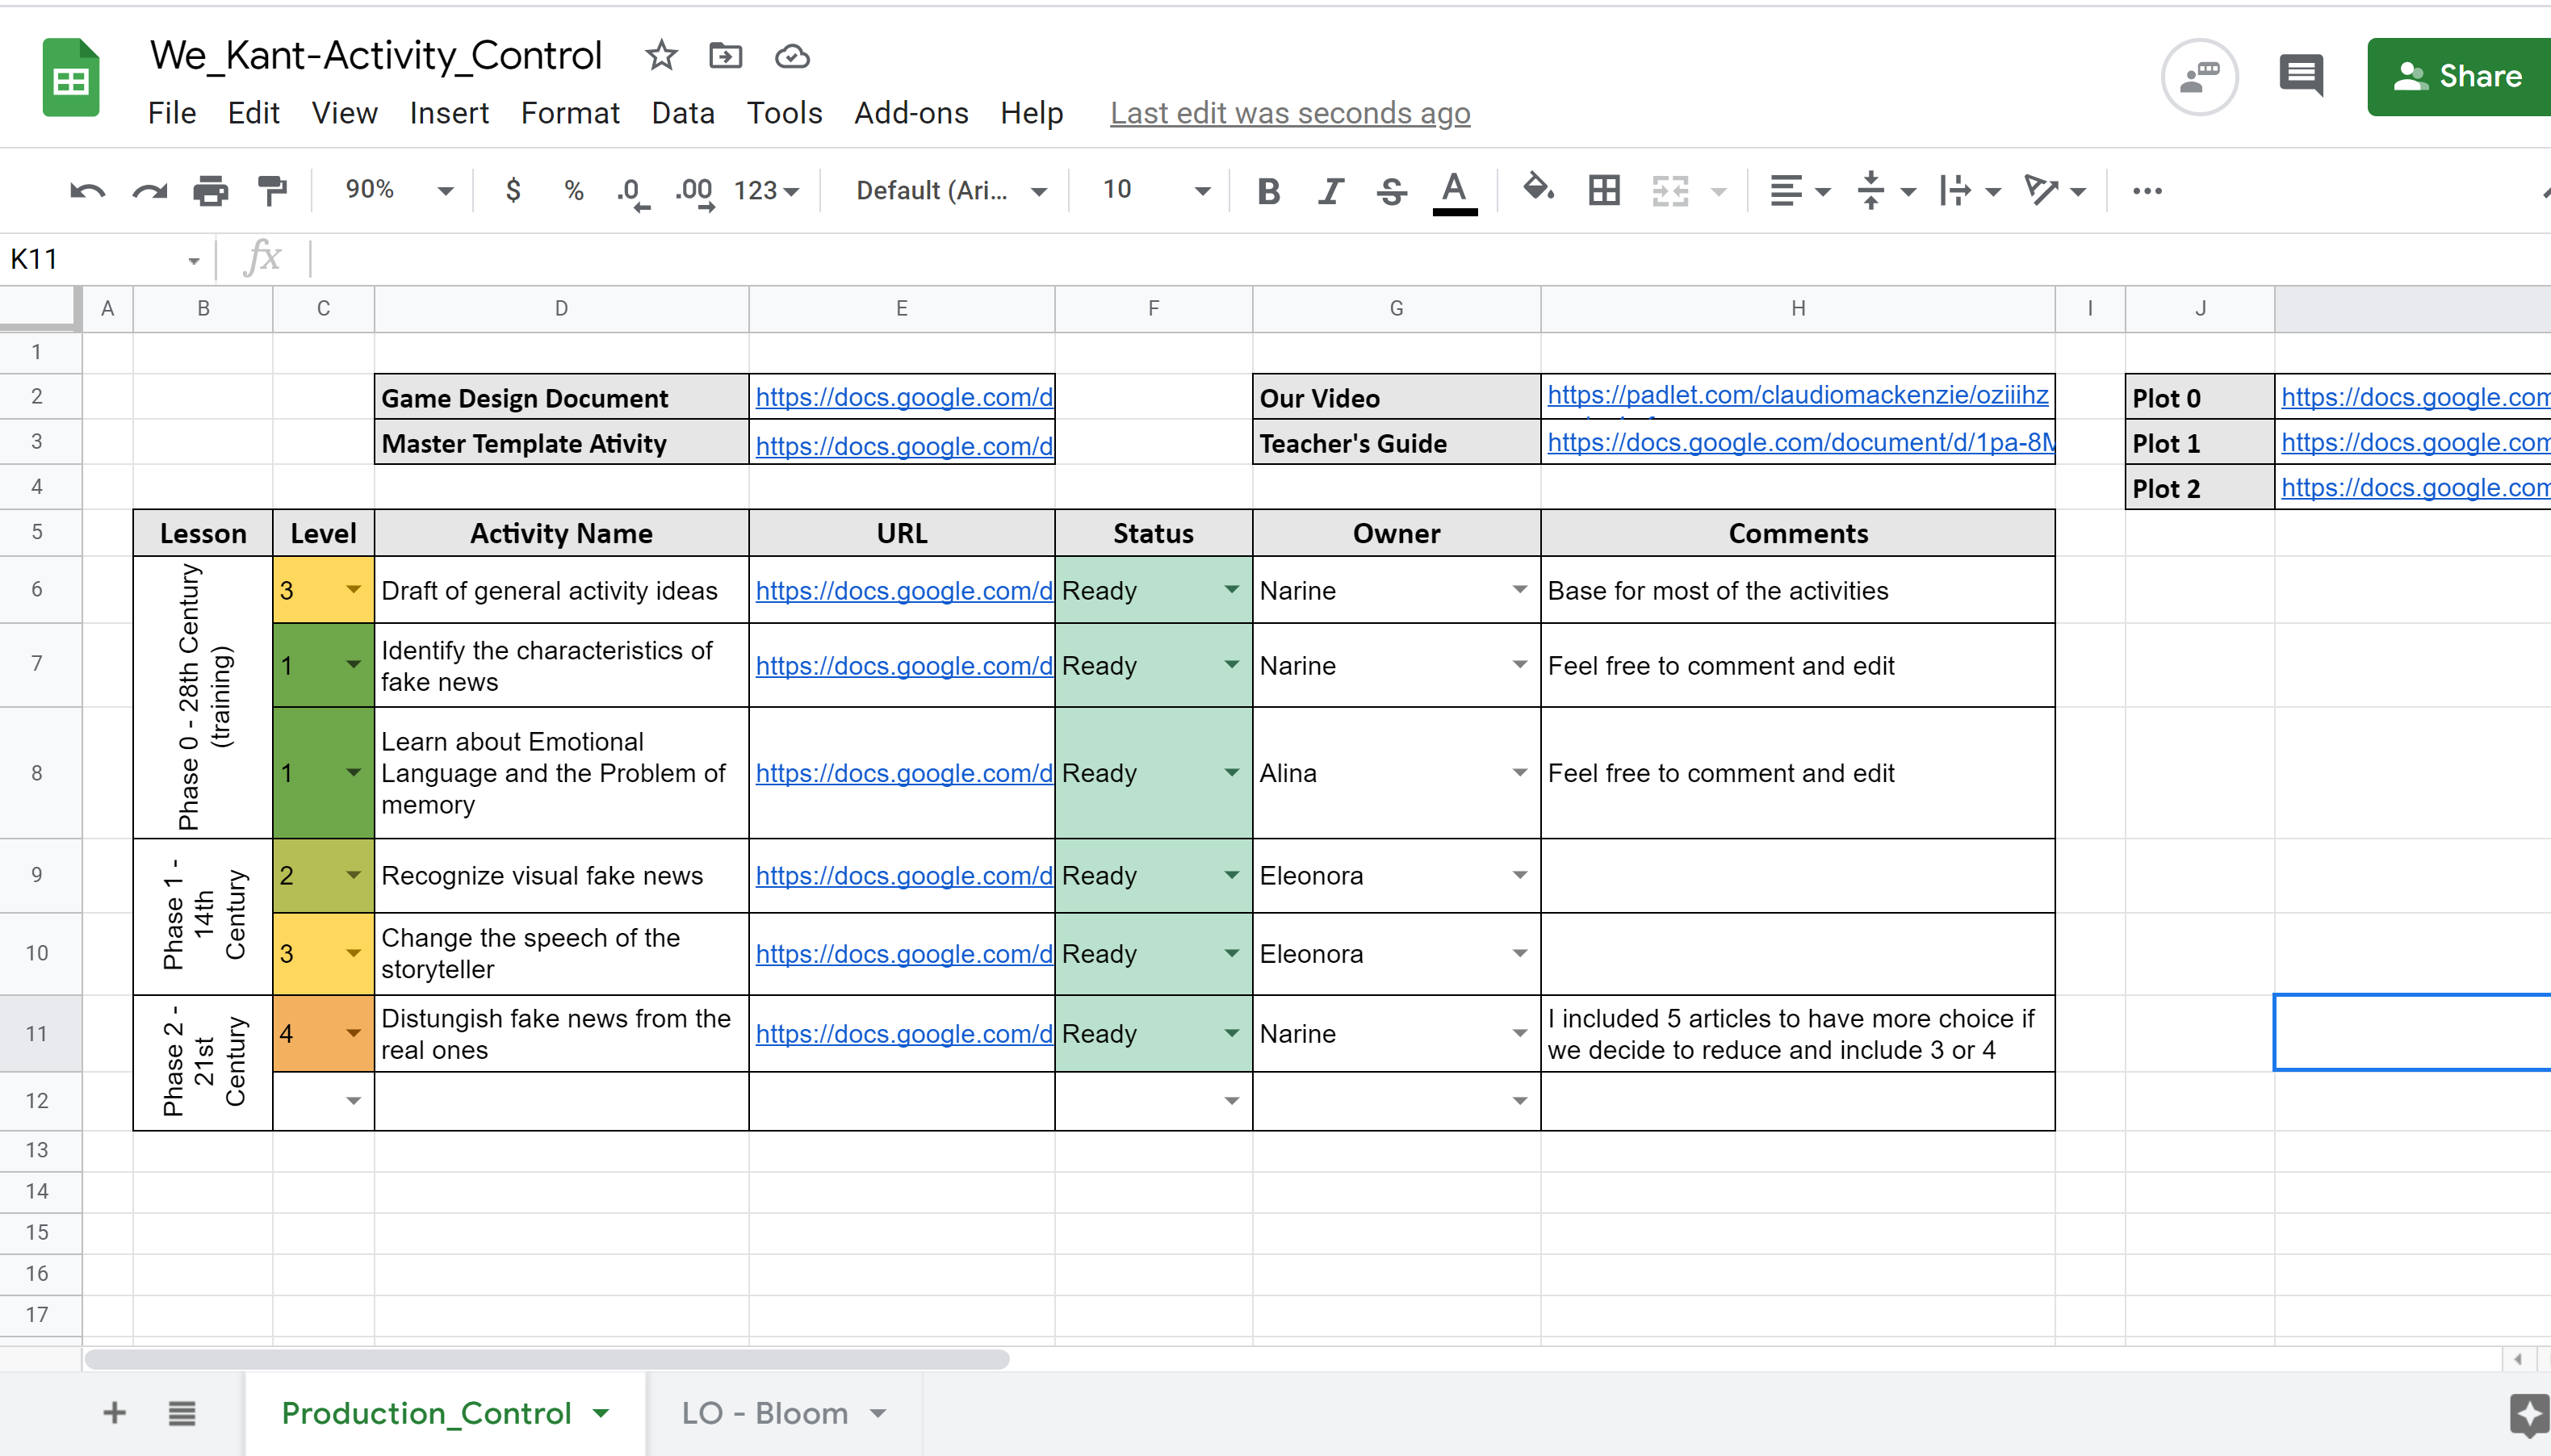 We_Kant-Activity_Control
File Edit View Insert Format Data Tools Add-ons Help Last edit was seconds ago
Share
90% $ % .0 .00 123 Default (Ari... 10 B I S A
K11 fx
A B C D E F G H I J
1
2 Game Design Document https://docs.google.com/d Our Video https://padlet.com/claudiomackenzie/oziiihz Plot 0 https://docs.google.com
3 Master Template Ativity https://docs.google.com/d Teacher's Guide https://docs.google.com/document/d/1pa-8M Plot 1 https://docs.google.com
4 Plot 2 https://docs.google.com
5 Lesson Level Activity Name URL Status Owner Comments
Phase 0 - 28th Century
(training)
6 3 Draft of general activity ideas https://docs.google.com/d Ready Narine Base for most of the activities
7 1 Identify the characteristics of
fake news https://docs.google.com/d Ready Narine Feel free to comment and edit
8 1 Learn about Emotional
Language and the Problem of
memory https://docs.google.com/d Ready Alina Feel free to comment and edit
Phase 1 -
14th
Century
9 2 Recognize visual fake news https://docs.google.com/d Ready Eleonora
10 3 Change the speech of the
storyteller https://docs.google.com/d Ready Eleonora
Phase 2 -
21st
Century
11 4 Distungish fake news from the
real ones https://docs.google.com/d Ready Narine I included 5 articles to have more choice if
we decide to reduce and include 3 or 4
12
13
14
15
16
17
Production_Control LO - Bloom